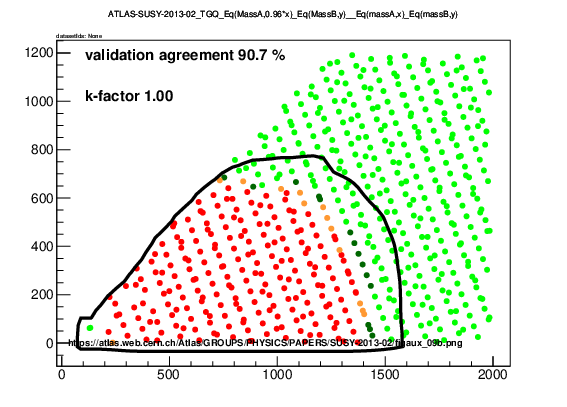 ATLAS-SUSY-2013-02_TGQ_Eq(MassA,0.96*x)_Eq(MassB,y)__Eq(massA,x)_Eq(massB,y)
datasetIds: None
validation agreement 90.7 %
k-factor 1.00
1200
1000
800
600
400
200
0
https://atlas.web.cern.ch/Atlas/GROUPS/PHYSICS/PAPERS/SUSY-2013-02/figaux_09b.png
0 500 1000 1500 2000